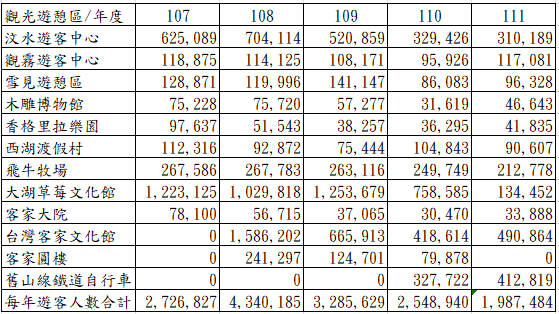 觀光遊憩區/年度 107 108 109 110 111
汶水遊客中心 625,089 704,114 520,859 329,426 310,189
觀霧遊客中心 118,875 114,125 108,171 95,926 117,081
雪見遊憩區 128,871 119,996 141,147 86,083 96,328
木雕博物館 75,228 75,720 57,277 31,619 46,643
香格里拉樂園 97,637 51,543 38,257 36,295 41,835
西湖渡假村 112,316 92,872 75,444 104,843 90,607
飛牛牧場 267,586 267,783 263,116 249,749 212,778
大湖草莓文化館 1,223,125 1,029,818 1,253,679 758,585 134,452
客家大院 78,100 56,715 37,065 30,470 33,888
台灣客家文化館 0 1,586,202 665,913 418,614 490,864
客家圓樓 0 241,297 124,701 79,878 0
舊山線鐵道自行車 0 0 0 327,722 412,819
每年遊客人數合計 2,726,827 4,340,185 3,285,629 2,548,940 1,987,484